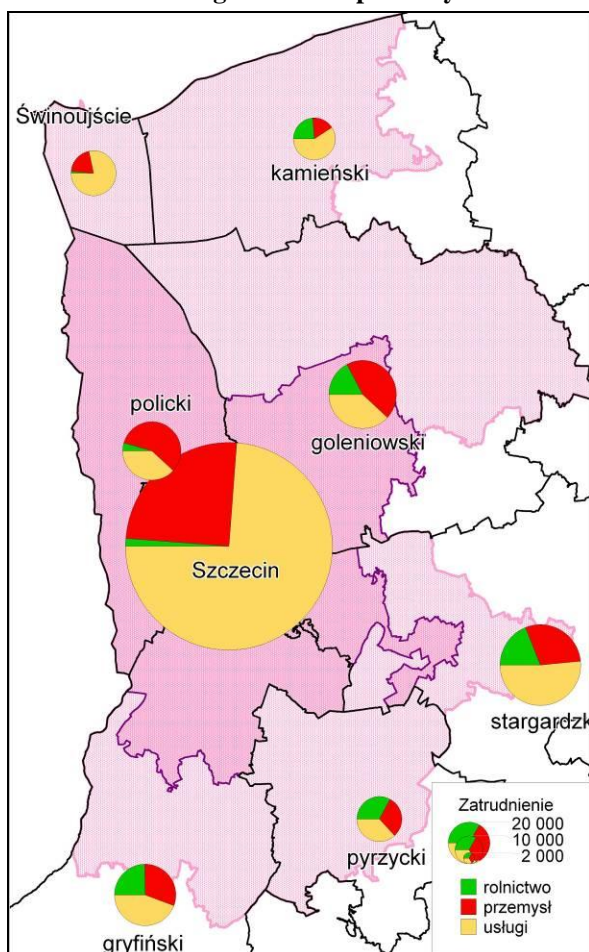 Świnoujście
kamieński
policki
goleniowski
Szczecin
stargardzk
pyrzycki
gryfiński
Zatrudnienie
20 000
10 000
2 000
rolnictwo
przemysł
usługi